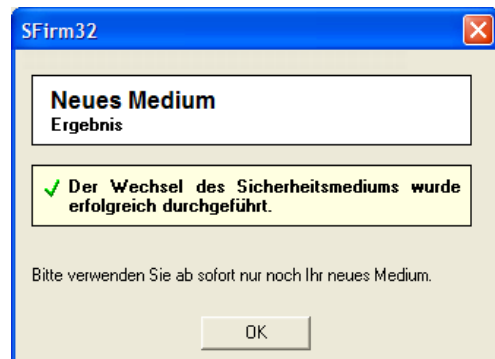 SFirm32
Neues Medium
Ergebnis
Der Wechsel des Sicherheitsmediums wurde
erfolgreich durchgeführt.
Bitte verwenden Sie ab sofort nur noch Ihr neues Medium.
OK